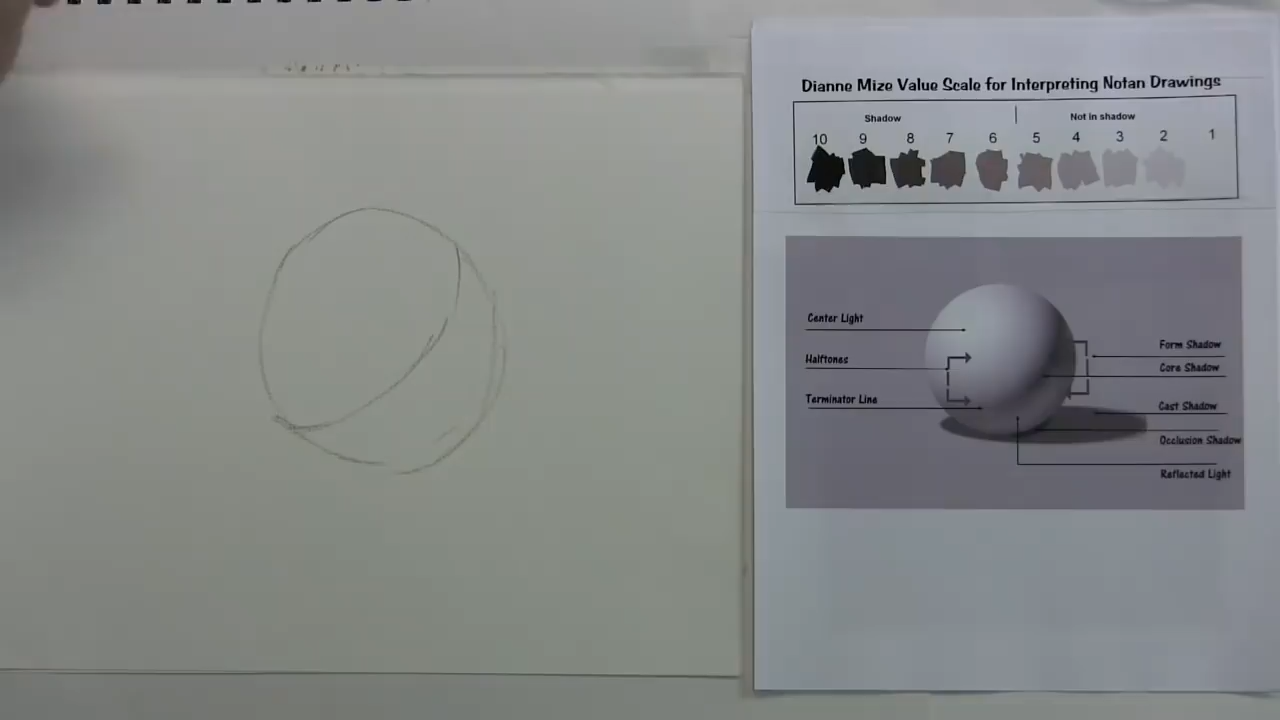 Dianne Mize Value Scale for Interpreting Notan Drawings
Shadow Not in shadow
10 9 8 7 6 5 4 3 2 1
Center Light
Halftones
Terminator Line
Form Shadow
Core Shadow
Cast Shadow
Occlusion Shadow
Reflected Light